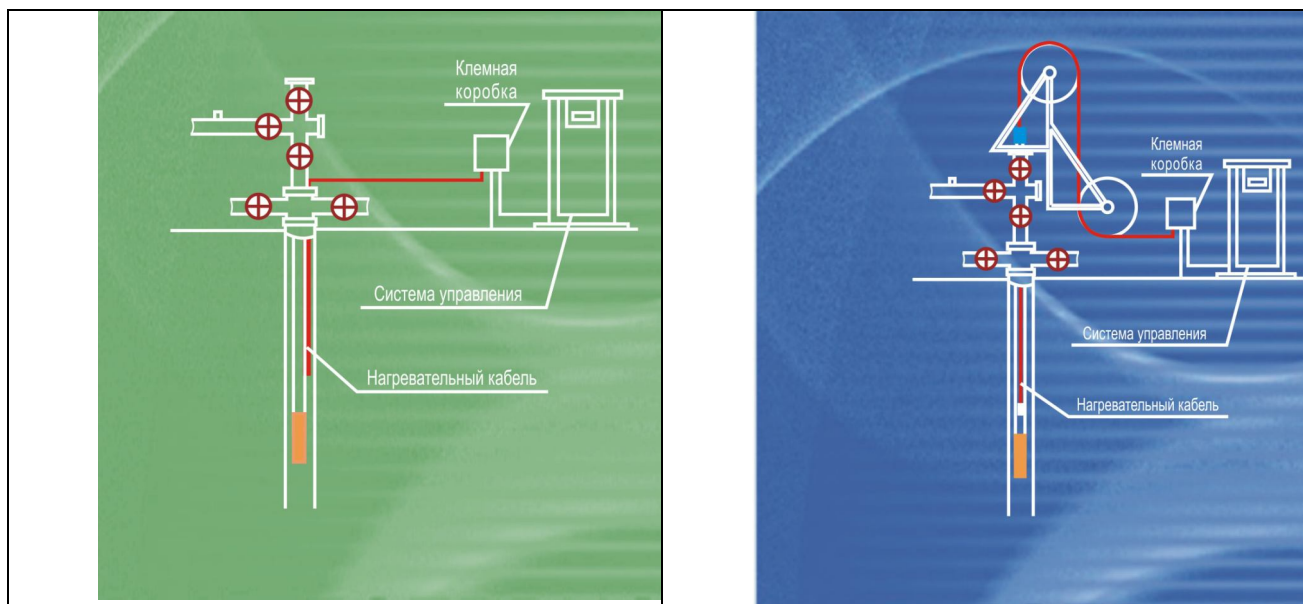 Клемная
коробка
Система управления
Нагревательный кабель
Клемная
коробка
Система управления
Нагревательный кабель